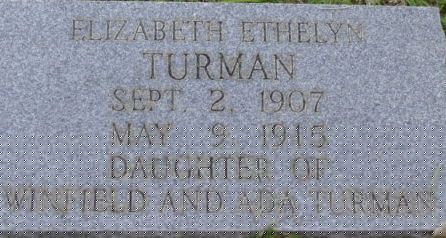 ELIZABETH ETHELYN
TURMAN
SEPT. 2, 1907
MAY 9, 1915
DAUGHTER OF
WINFIELD AND ADA TURMAN